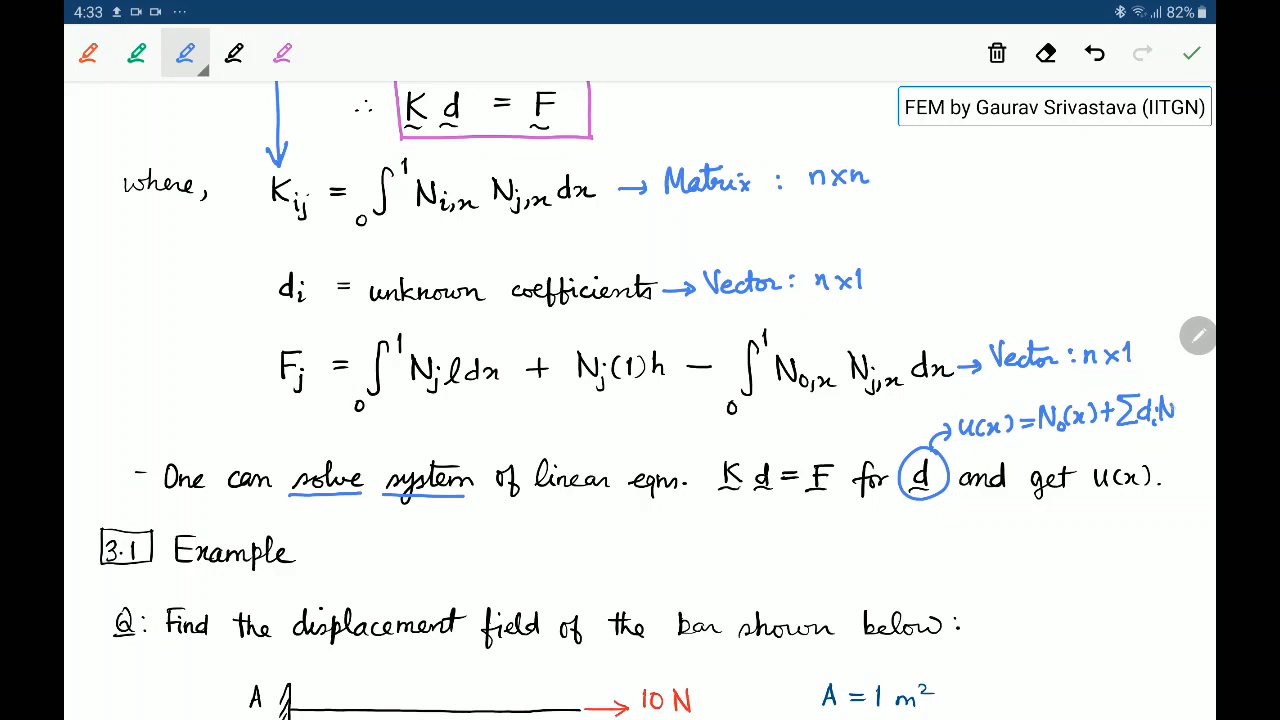 4:33 ... 82%
∴ K d = F
FEM by Gaurav Srivastava (IITGN)
where, Kij = ∫₀¹ Ni,x Nj,x dx → Matrix : n×n
di = unknown coefficients → Vector : n×1
Fj = ∫₀¹ Nj l dx + Nj(1)h − ∫₀¹ N0,x Nj,x dx → Vector : n×1
u(x) = N₀(x) + Σ diN
- One can solve system of linear eqns. K d = F for d and get u(x).
3.1 Example
Q: Find the displacement field of the bar shown below:
A 10 N A = 1 m²